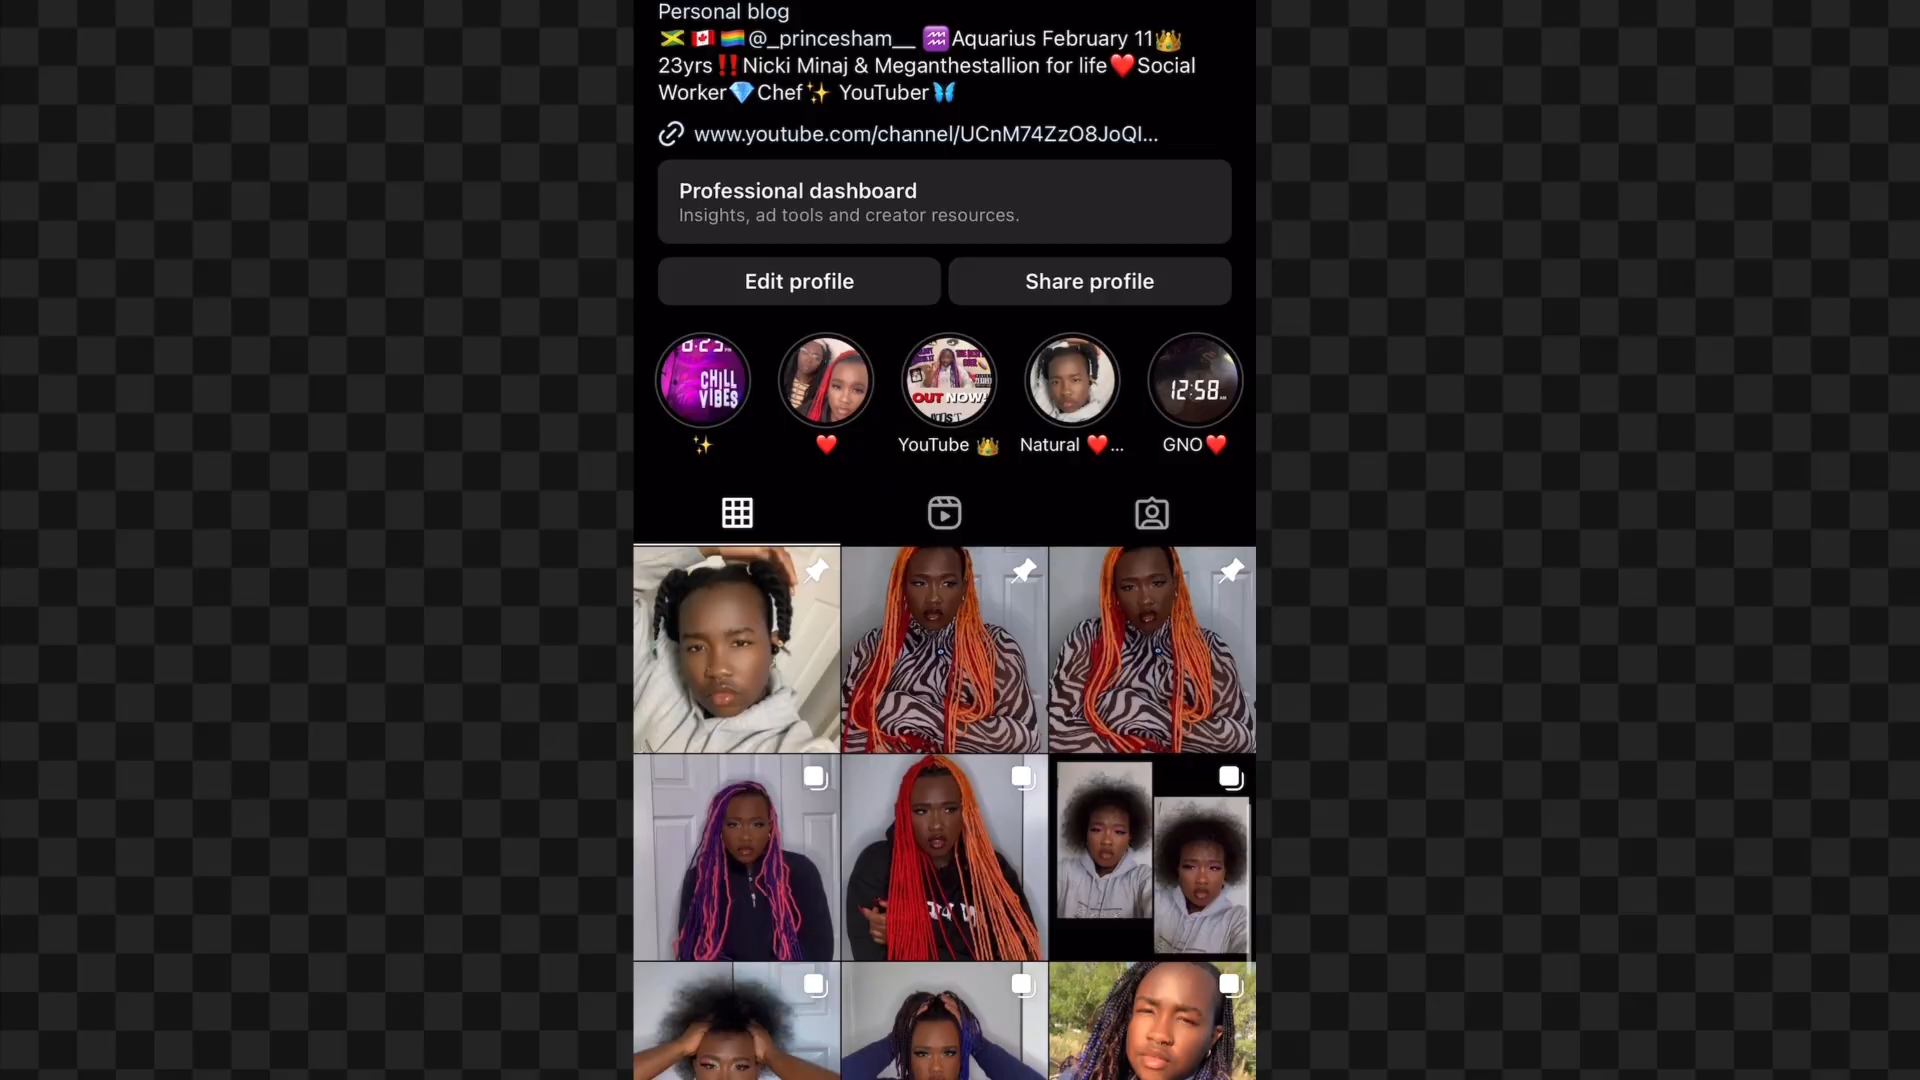 Personal blog
🇯🇲🇨🇦🏳️‍🌈@_princesham__ ♒Aquarius February 11👑
23yrs‼️Nicki Minaj & Meganthestallion for life❤️Social
Worker💎Chef✨ YouTuber🦋
www.youtube.com/channel/UCnM74ZzO8JoQl...
Professional dashboard
Insights, ad tools and creator resources.
Edit profile
Share profile
CHILL
VIBES
OUT NOW!
12:58
✨
❤️
YouTube 👑
Natural ❤️...
GNO❤️